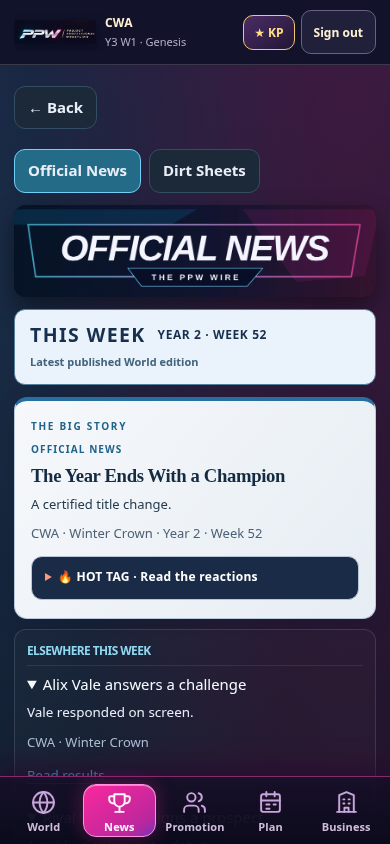 PPW PROJECT PROFESSIONAL WRESTLING
CWA
Y3 W1 · Genesis
★ KP
Sign out
← Back
Official News
Dirt Sheets
OFFICIAL NEWS
THE PPW WIRE
THIS WEEK YEAR 2 · WEEK 52
Latest published World edition
THE BIG STORY
OFFICIAL NEWS
The Year Ends With a Champion
A certified title change.
CWA · Winter Crown · Year 2 · Week 52
▶ 🔥 HOT TAG · Read the reactions
ELSEWHERE THIS WEEK
▼ Alix Vale answers a challenge
Vale responded on screen.
CWA · Winter Crown
Read results
World
News
Promotion
Plan
Business